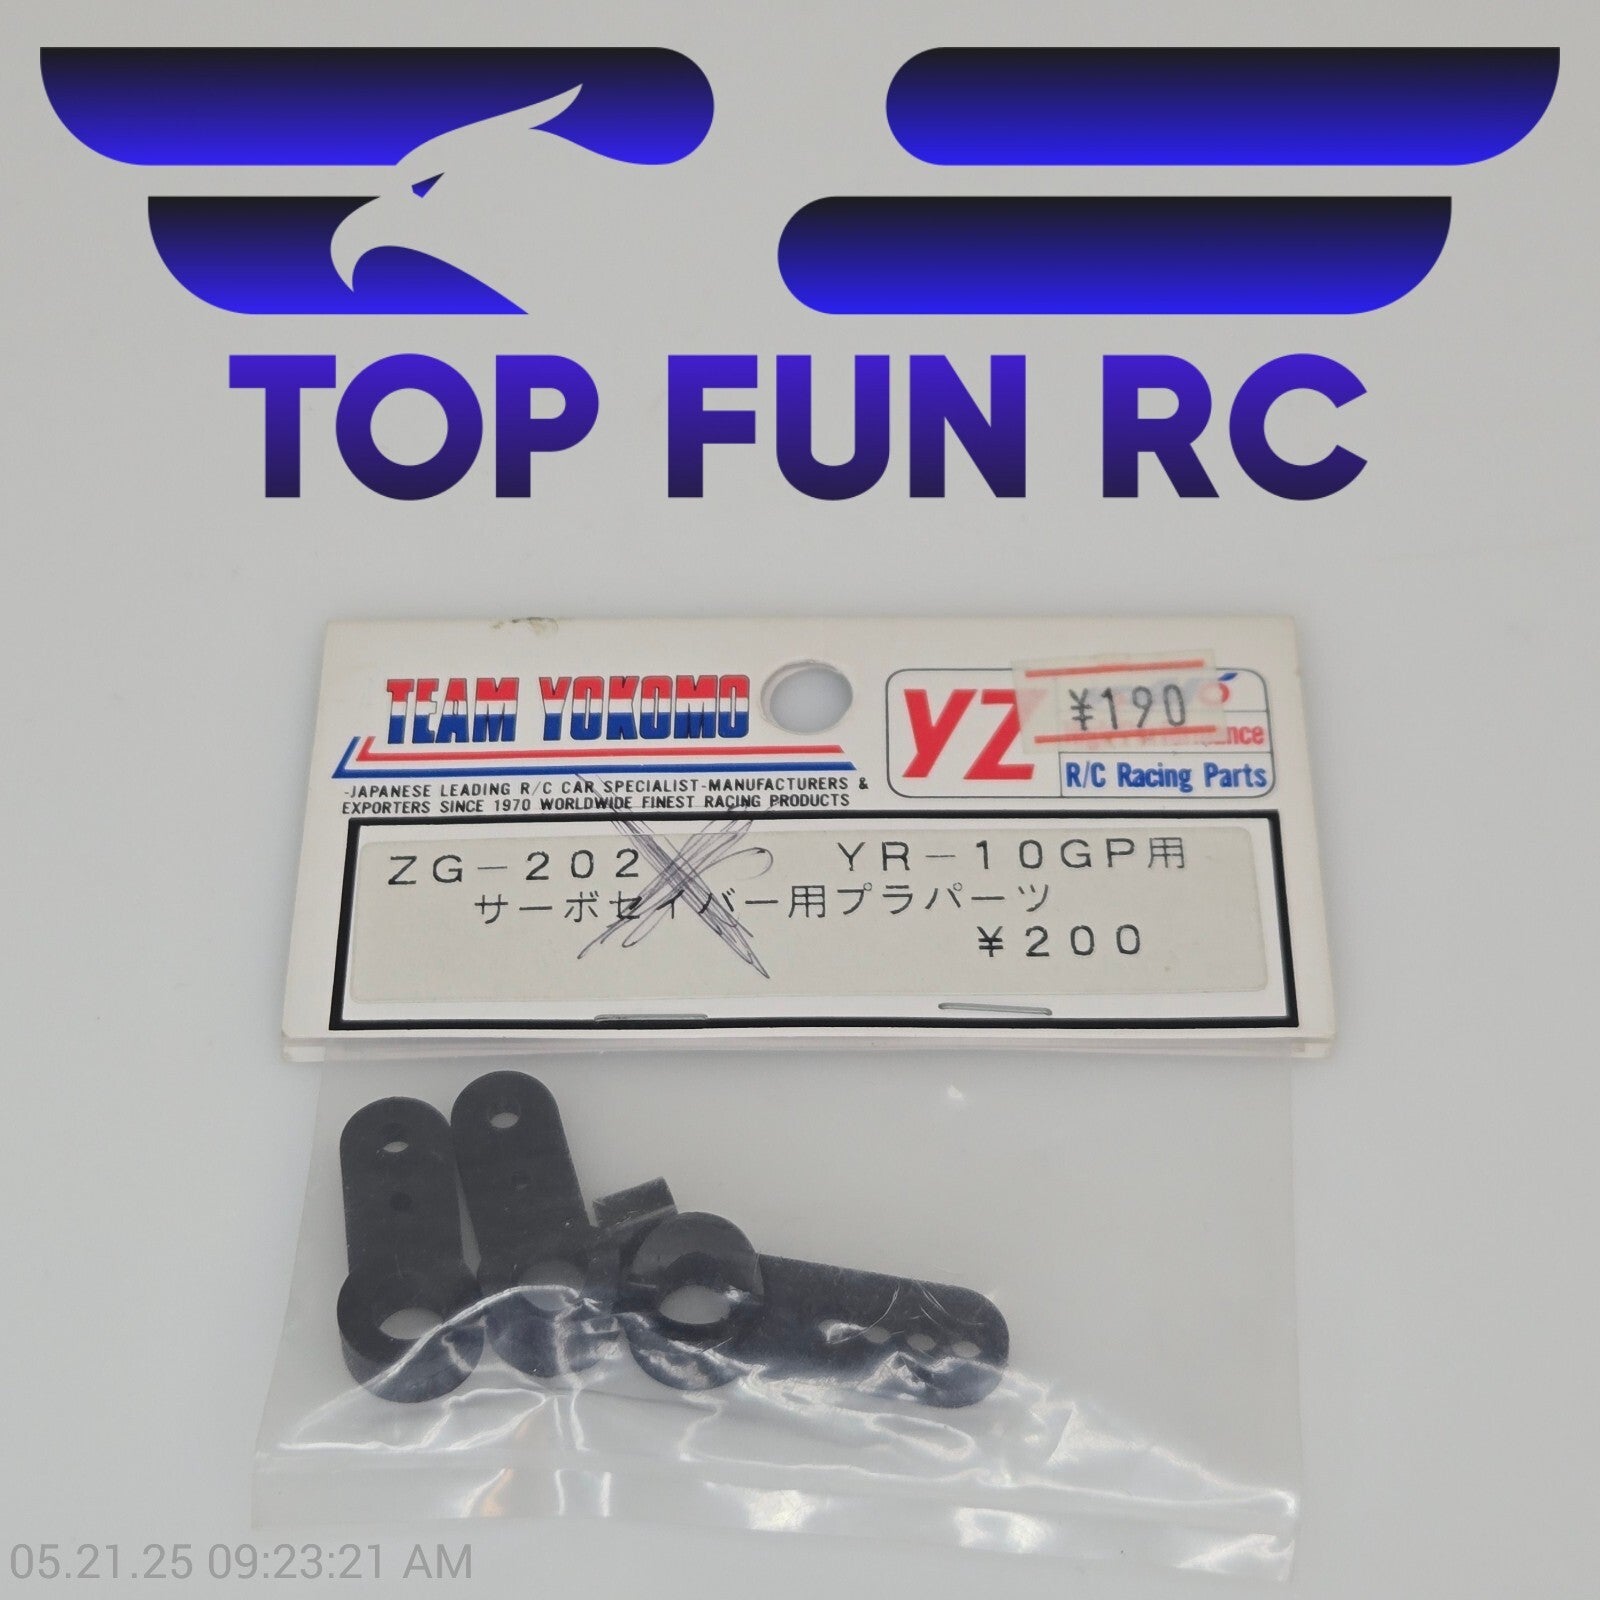 TOP FUN RC
TEAM YOKOMO
-JAPANESE LEADING R/C CAR SPECIALIST-MANUFACTURERS &
EXPORTERS SINCE 1970 WORLDWIDE FINEST RACING PRODUCTS
YZ
¥190
R/C Racing Parts
ZG-202 YR-10GP用
サーボセイバー用プラパーツ
¥200
05.21.25 09:23:21 AM